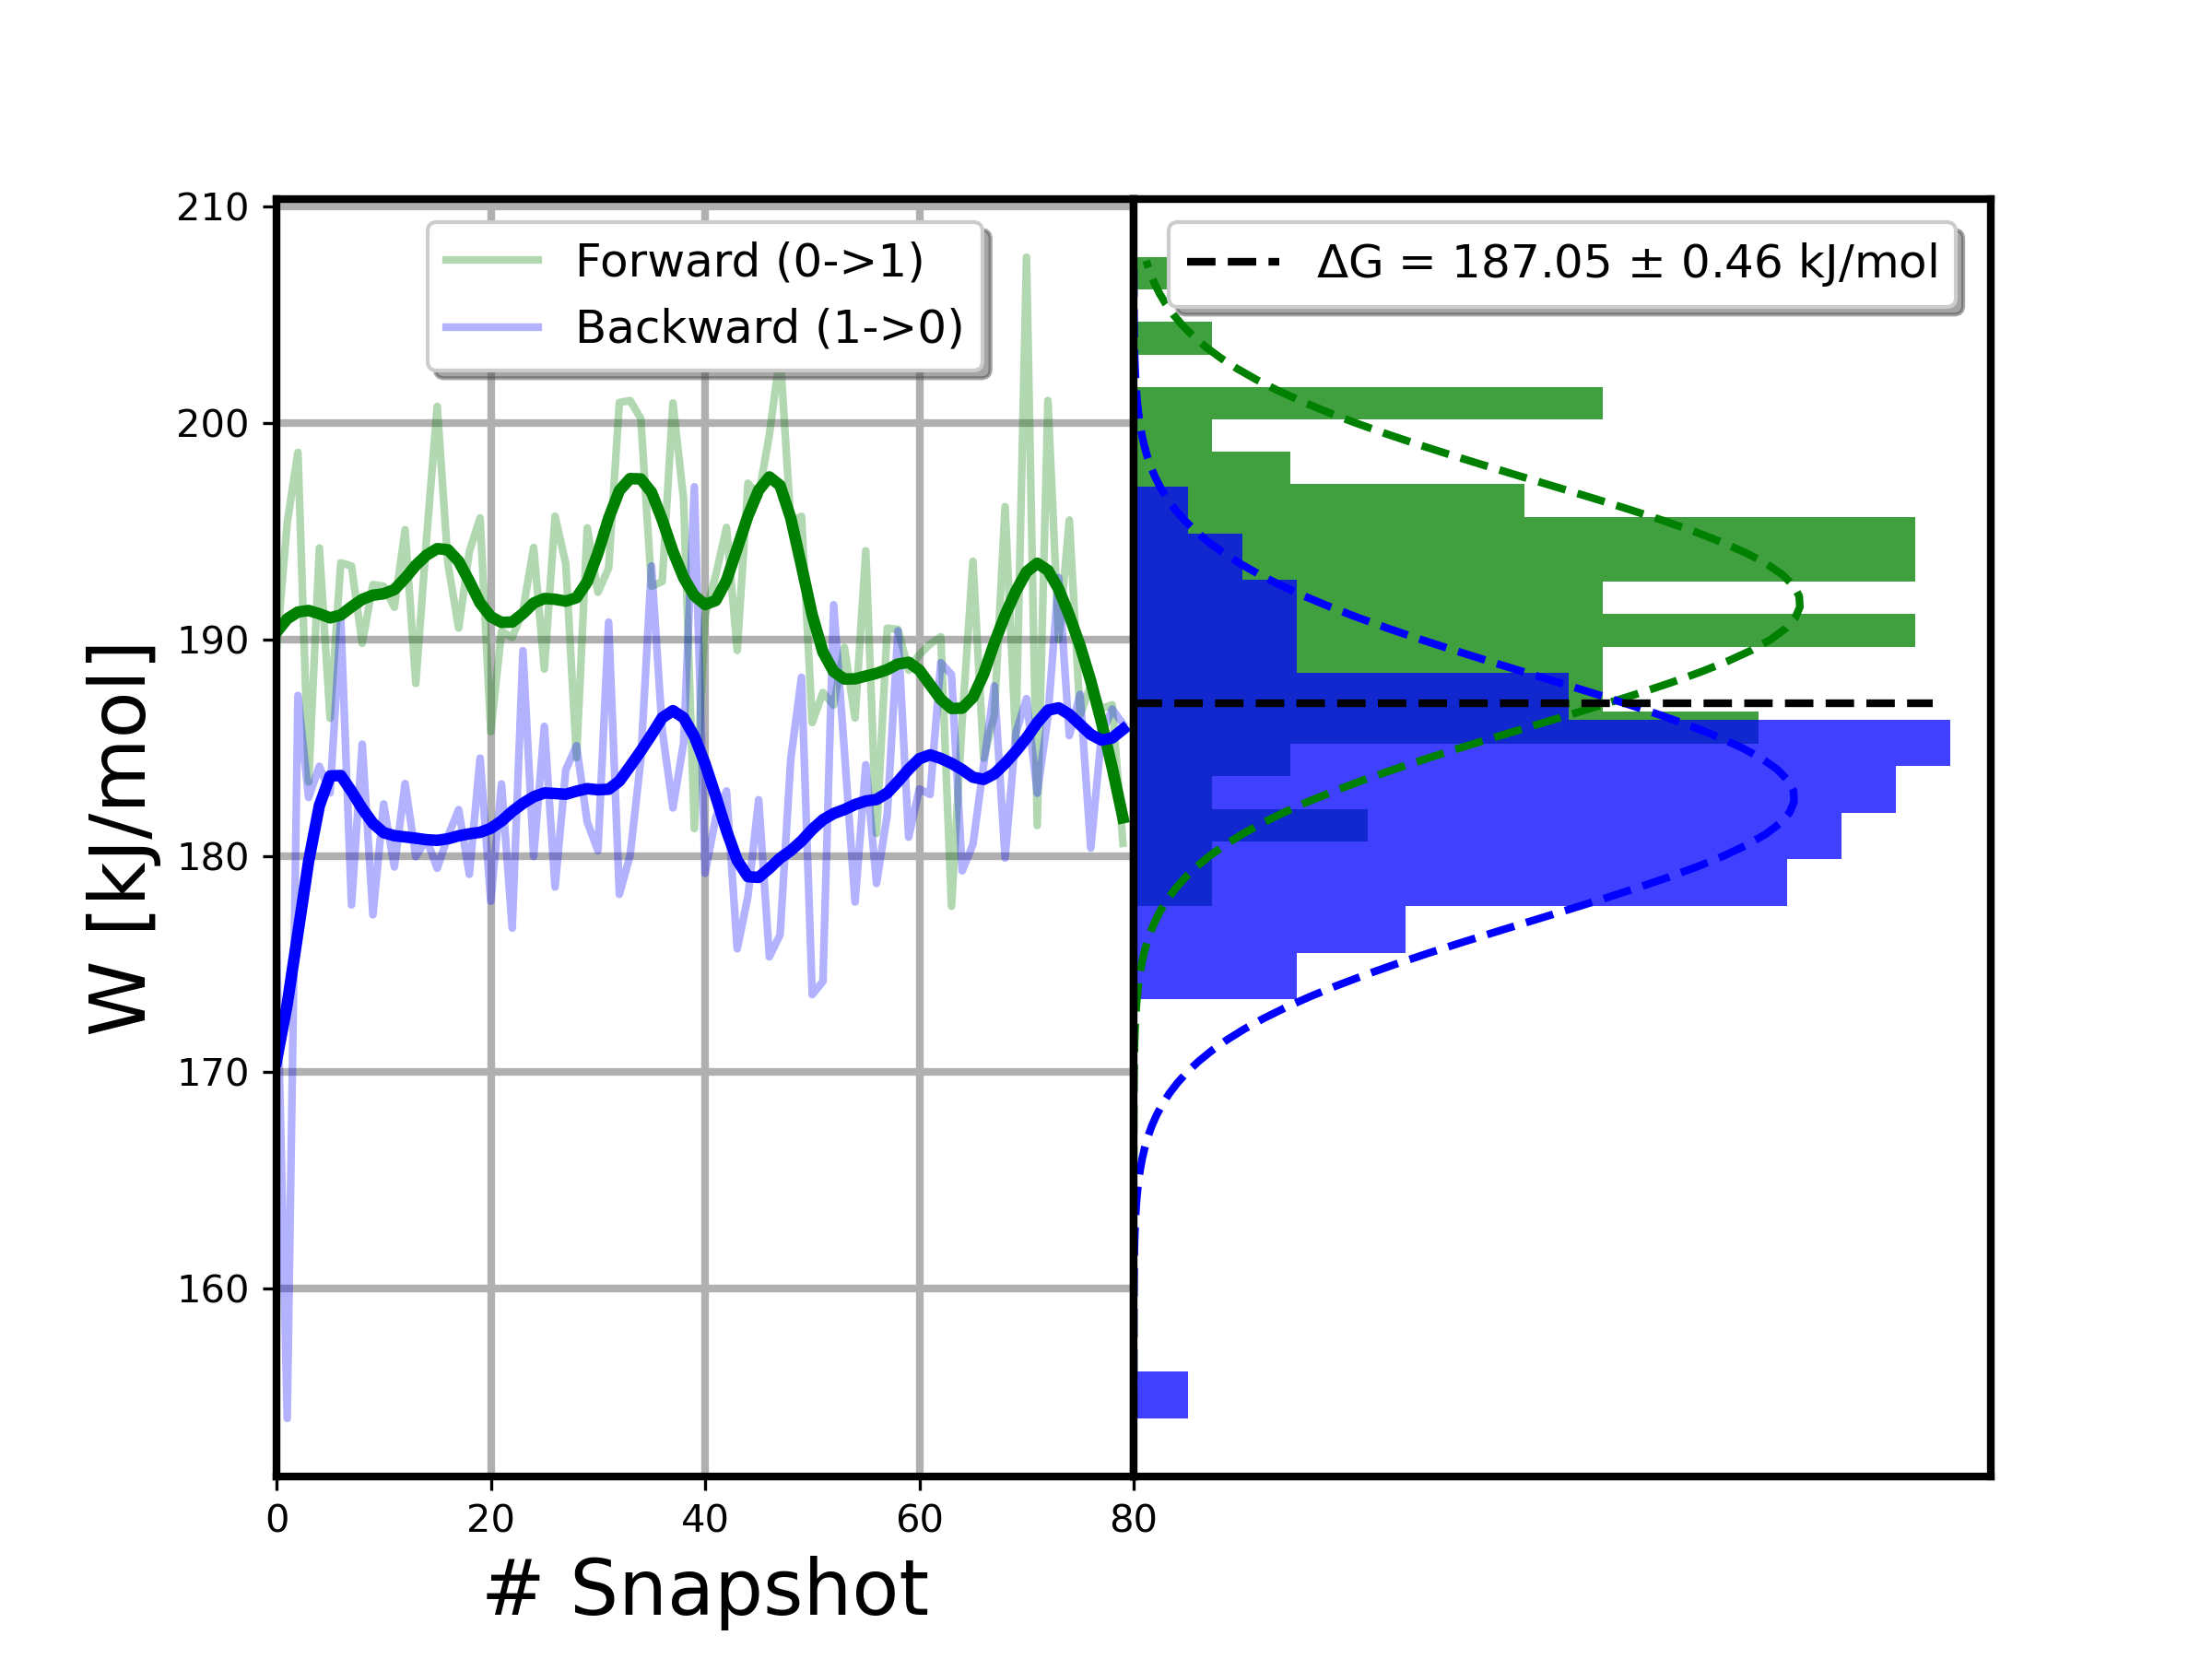 Forward (0->1)
Backward (1->0)
ΔG = 187.05 ± 0.46 kJ/mol
210
200
190
180
170
160
W [kJ/mol]
0
20
40
60
80
# Snapshot